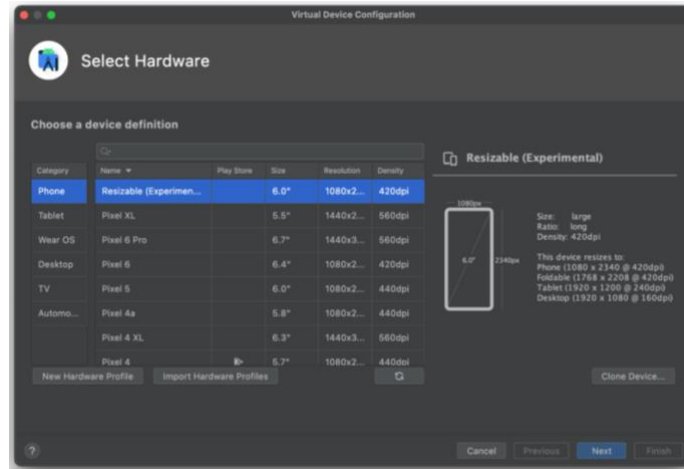 Virtual Device Configuration
Select Hardware
Choose a device definition
Category Name Play Store Size Resolution Density
Phone Resizable (Experimen... 6.0" 1080x2... 420dpi
Tablet Pixel XL 5.5" 1440x2... 560dpi
Wear OS Pixel 6 Pro 6.7" 1440x3... 560dpi
Desktop Pixel 6 6.4" 1080x2... 420dpi
TV Pixel 5 6.0" 1080x2... 440dpi
Automo... Pixel 4a 5.8" 1080x2... 440dpi
Pixel 4 XL 6.3" 1440x3... 560dpi
Pixel 4 5.7" 1080x2... 440dpi
New Hardware Profile Import Hardware Profiles
Resizable (Experimental)
1080px
6.0"
2340px
Size: large
Ratio: long
Density: 420dpi
This device resizes to:
Phone (1080 x 2340 @ 420dpi)
Foldable (1768 x 2208 @ 420dpi)
Tablet (1920 x 1200 @ 240dpi)
Desktop (1920 x 1080 @ 160dpi)
Clone Device...
? Cancel Previous Next Finish